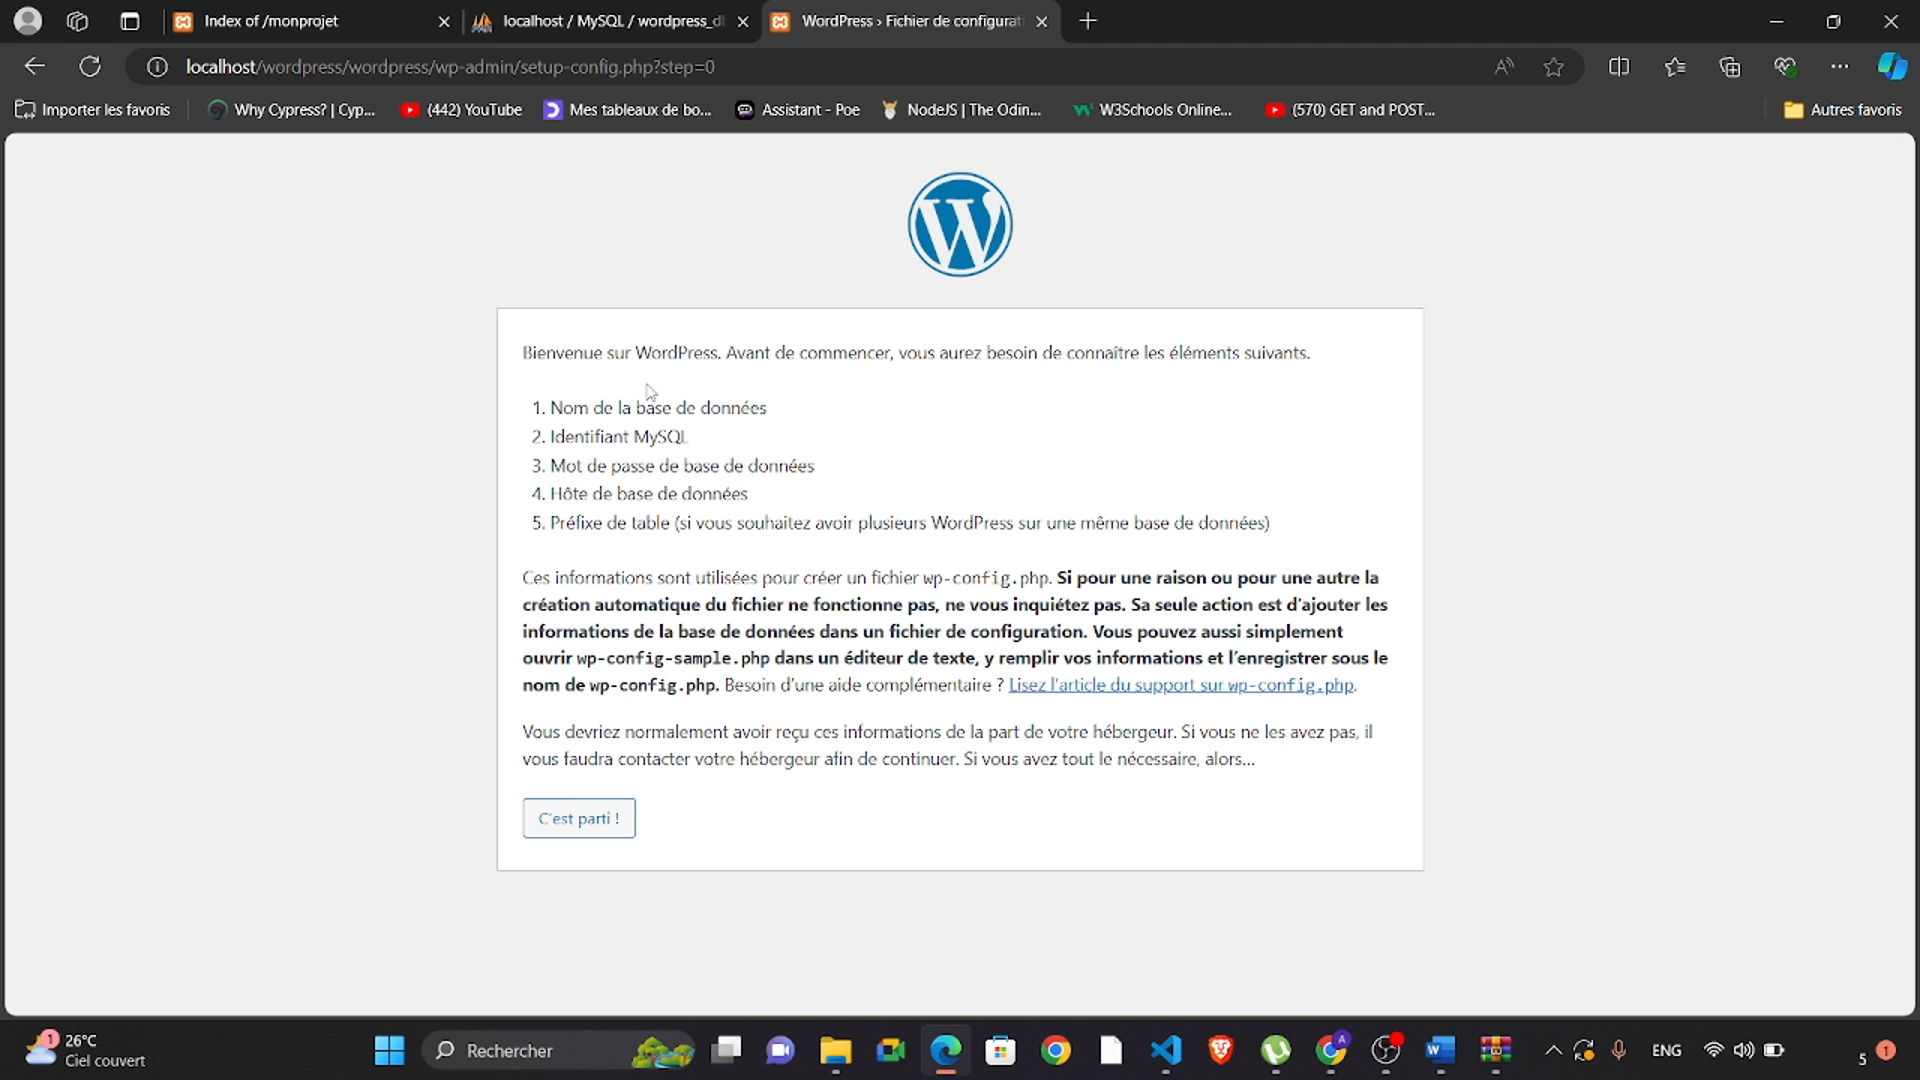 Index of /monprojet
localhost / MySQL / wordpress_d
WordPress › Fichier de configurati
localhost/wordpress/wordpress/wp-admin/setup-config.php?step=0
Importer les favoris
Why Cypress? | Cyp...
(442) YouTube
Mes tableaux de bo...
Assistant - Poe
NodeJS | The Odin...
W3Schools Online...
(570) GET and POST...
Autres favoris
Bienvenue sur WordPress. Avant de commencer, vous aurez besoin de connaître les éléments suivants.
1. Nom de la base de données
2. Identifiant MySQL
3. Mot de passe de base de données
4. Hôte de base de données
5. Préfixe de table (si vous souhaitez avoir plusieurs WordPress sur une même base de données)
Ces informations sont utilisées pour créer un fichier wp-config.php. Si pour une raison ou pour une autre la
création automatique du fichier ne fonctionne pas, ne vous inquiétez pas. Sa seule action est d’ajouter les
informations de la base de données dans un fichier de configuration. Vous pouvez aussi simplement
ouvrir wp-config-sample.php dans un éditeur de texte, y remplir vos informations et l’enregistrer sous le
nom de wp-config.php. Besoin d’une aide complémentaire ? Lisez l’article du support sur wp-config.php.
Vous devriez normalement avoir reçu ces informations de la part de votre hébergeur. Si vous ne les avez pas, il
vous faudra contacter votre hébergeur afin de continuer. Si vous avez tout le nécessaire, alors…
C’est parti !
1
26°C
Ciel couvert
Rechercher
A
ENG
5
1